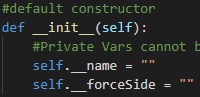 #default constructor
def __init__(self):
#Private Vars cannot b
self.__name = ""
self.__forceSide = ""